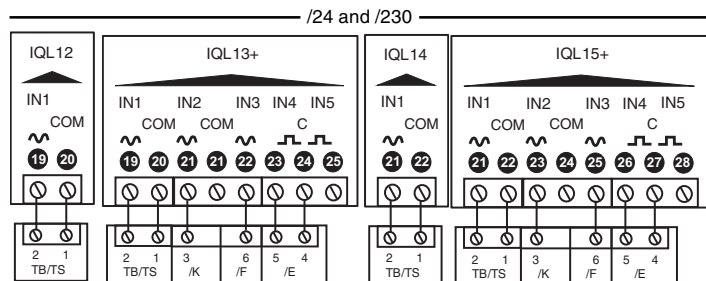 /24 and /230
IQL12
IN1
COM
19 20
2 1
TB/TS
IQL13+
IN1 IN2 IN3 IN4 IN5
COM COM C
19 20 21 21 22 23 24 25
2 1 3 6 5 4
TB/TS /K /F /E
IQL14
IN1
COM
21 22
2 1
TB/TS
IQL15+
IN1 IN2 IN3 IN4 IN5
COM COM C
21 22 23 24 25 26 27 28
2 1 3 6 5 4
TB/TS /K /F /E